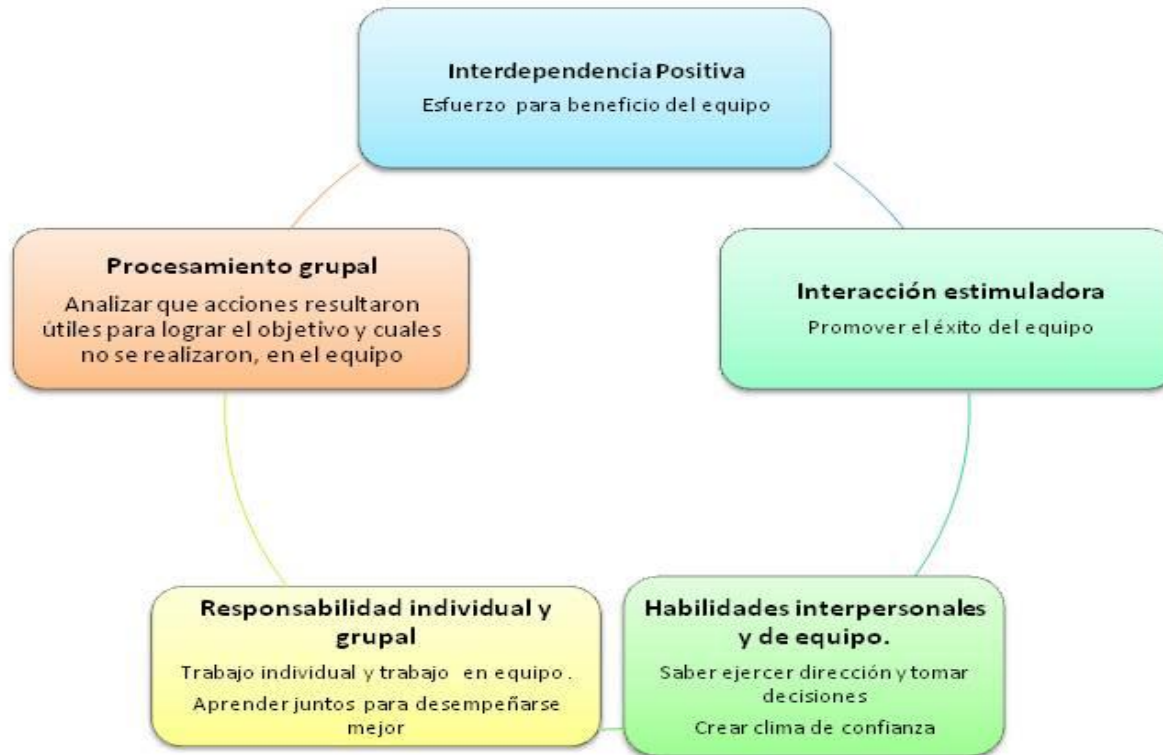 Interdependencia Positiva
Esfuerzo para beneficio del equipo
Interacción estimuladora
Promover el éxito del equipo
Habilidades interpersonales
y de equipo.
Saber ejercer dirección y tomar
decisiones
Crear clima de confianza
Responsabilidad individual y
grupal
Trabajo individual y trabajo en equipo.
Aprender juntos para desempeñarse
mejor
Procesamiento grupal
Analizar que acciones resultaron
útiles para lograr el objetivo y cuales
no se realizaron, en el equipo